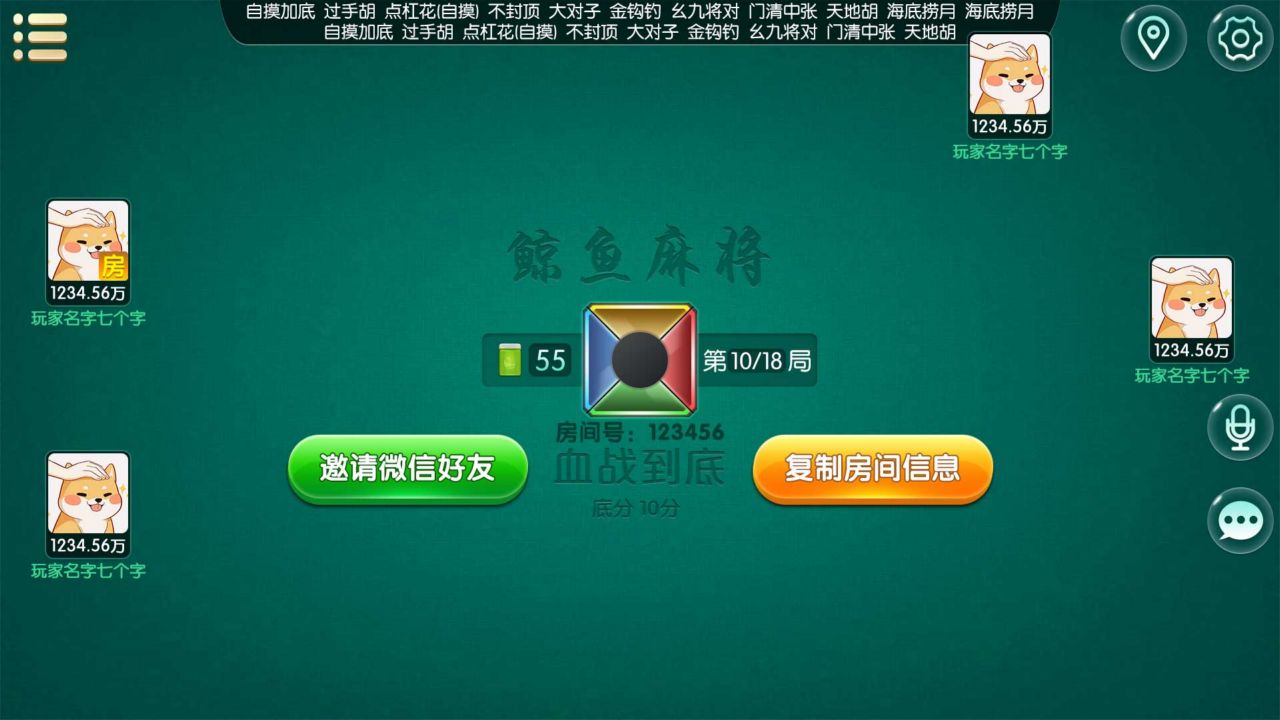 自摸加底 过手胡 点杠花(自摸) 不封顶 大对子 金钩钓 幺九将对 门清中张 天地胡 海底捞月 海底捞月
自摸加底 过手胡 点杠花(自摸) 不封顶 大对子 金钩钓 幺九将对 门清中张 天地胡
1234.56万
玩家名字七个字
房
1234.56万
玩家名字七个字
鲸鱼麻将
1234.56万
玩家名字七个字
55
第10/18局
房间号：123456
邀请微信好友
血战到底
复制房间信息
底分 10分
1234.56万
玩家名字七个字